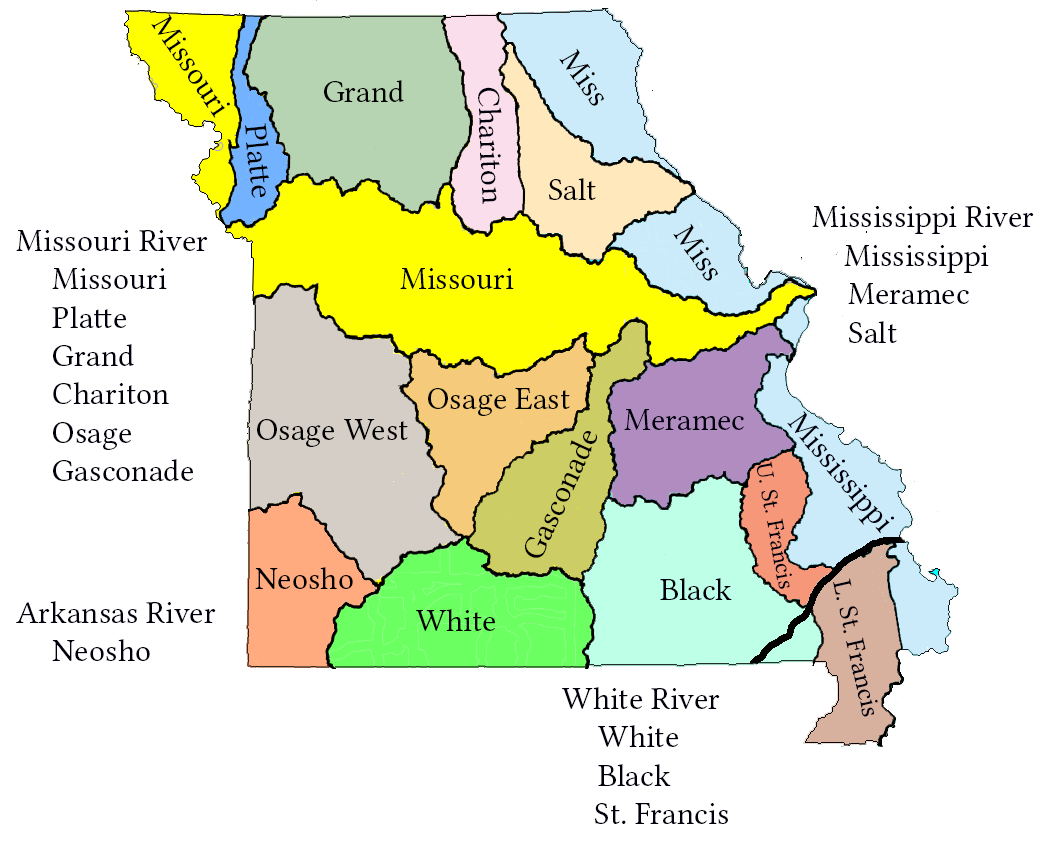 Missouri
Platte
Grand
Chariton
Miss
Salt
Miss
Missouri
Mississippi River
Mississippi
Meramec
Salt
Missouri River
Missouri
Platte
Grand
Chariton
Osage
Gasconade
Osage West
Osage East
Gasconade
Meramec
Mississippi
U. St. Francis
Neosho
White
Black
L. St. Francis
Arkansas River
Neosho
White River
White
Black
St. Francis